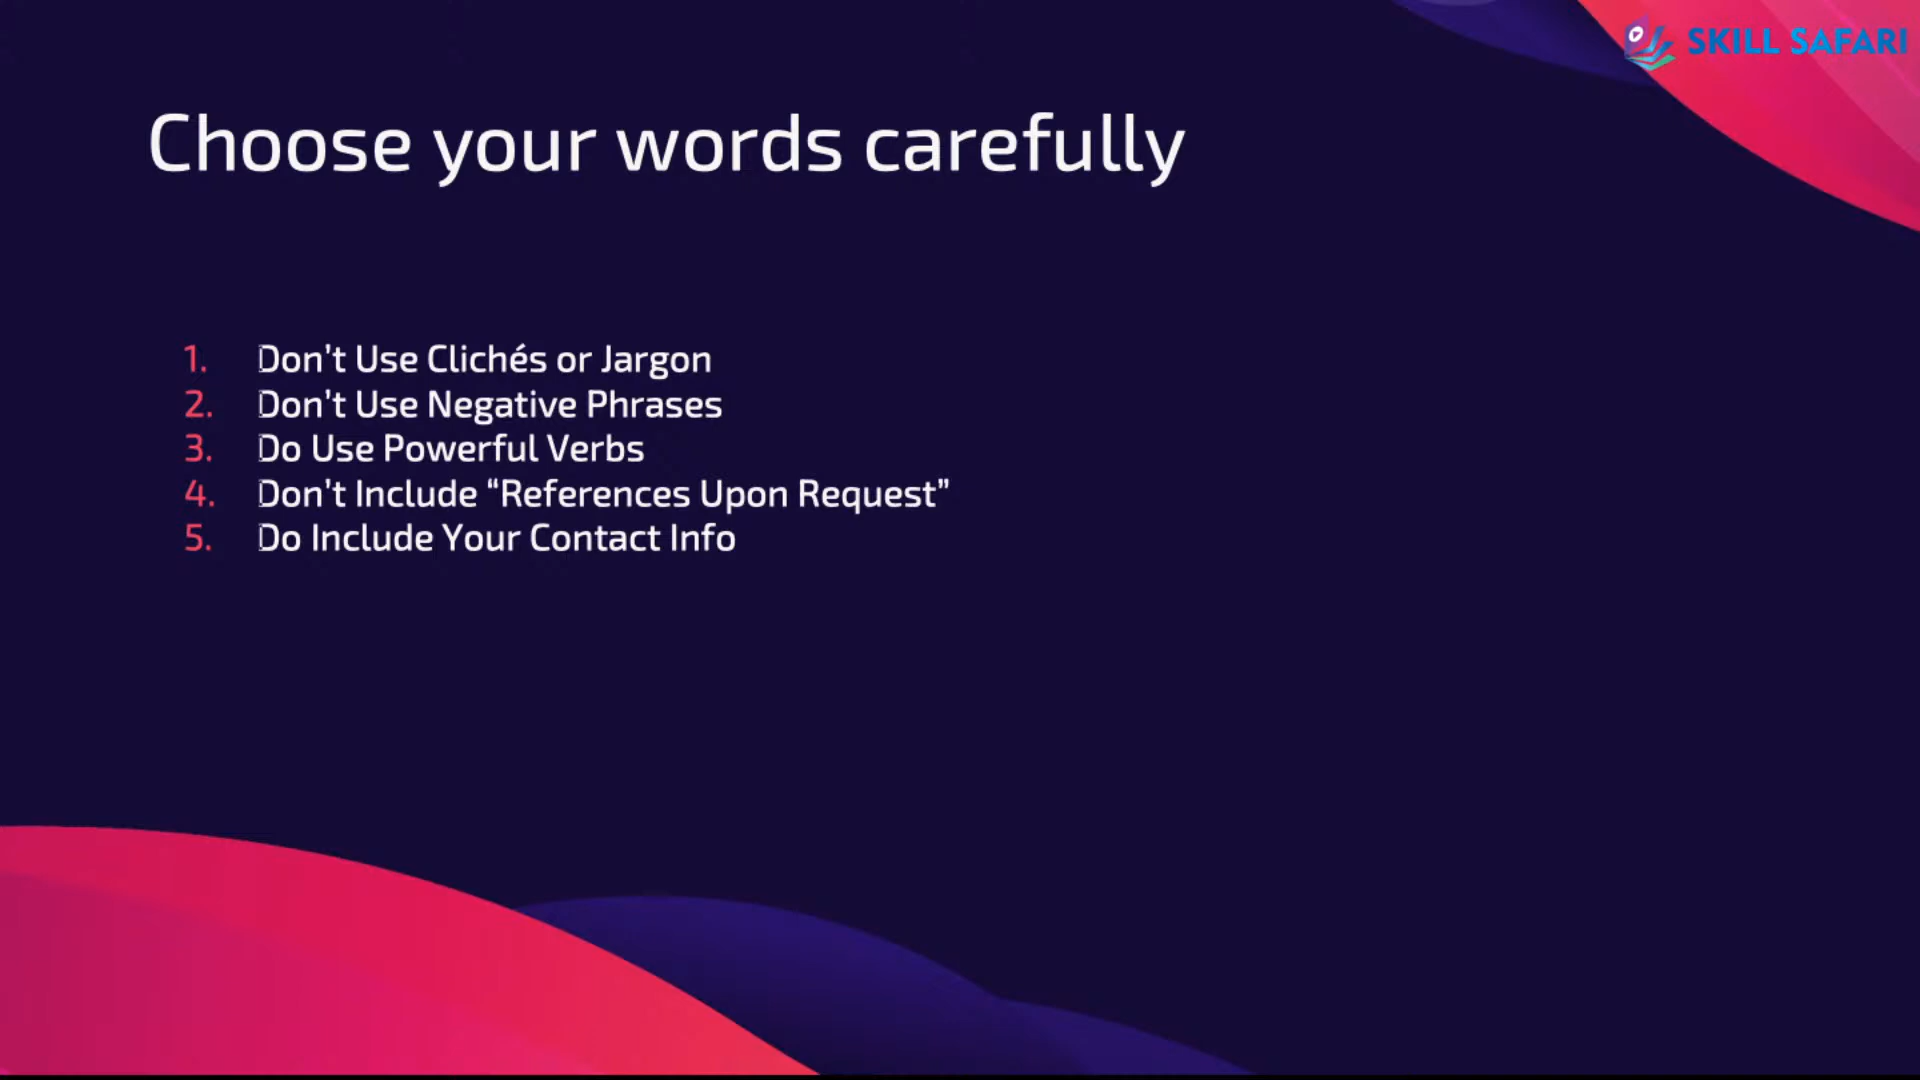 SKILL SAFARI
Choose your words carefully
1. Don’t Use Clichés or Jargon
2. Don’t Use Negative Phrases
3. Do Use Powerful Verbs
4. Don’t Include “References Upon Request”
5. Do Include Your Contact Info